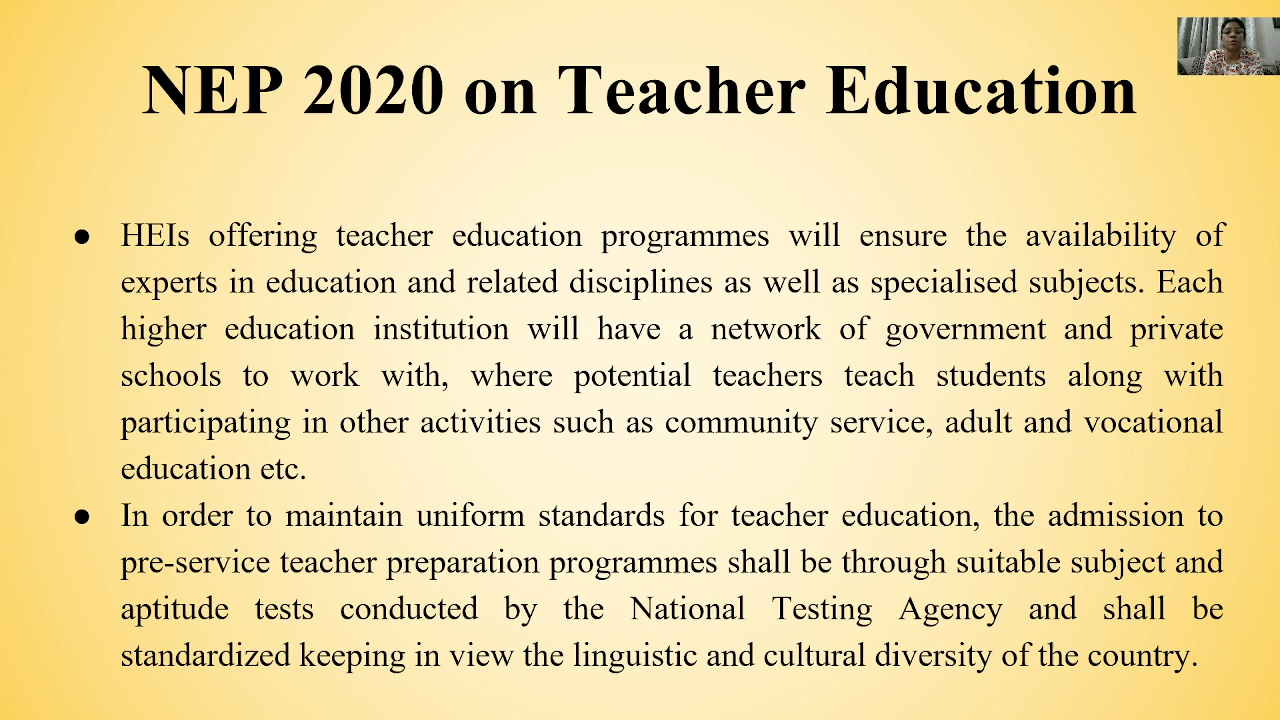 NEP 2020 on Teacher Education
● HEIs offering teacher education programmes will ensure the availability of
experts in education and related disciplines as well as specialised subjects. Each
higher education institution will have a network of government and private
schools to work with, where potential teachers teach students along with
participating in other activities such as community service, adult and vocational
education etc.
● In order to maintain uniform standards for teacher education, the admission to
pre-service teacher preparation programmes shall be through suitable subject and
aptitude tests conducted by the National Testing Agency and shall be
standardized keeping in view the linguistic and cultural diversity of the country.